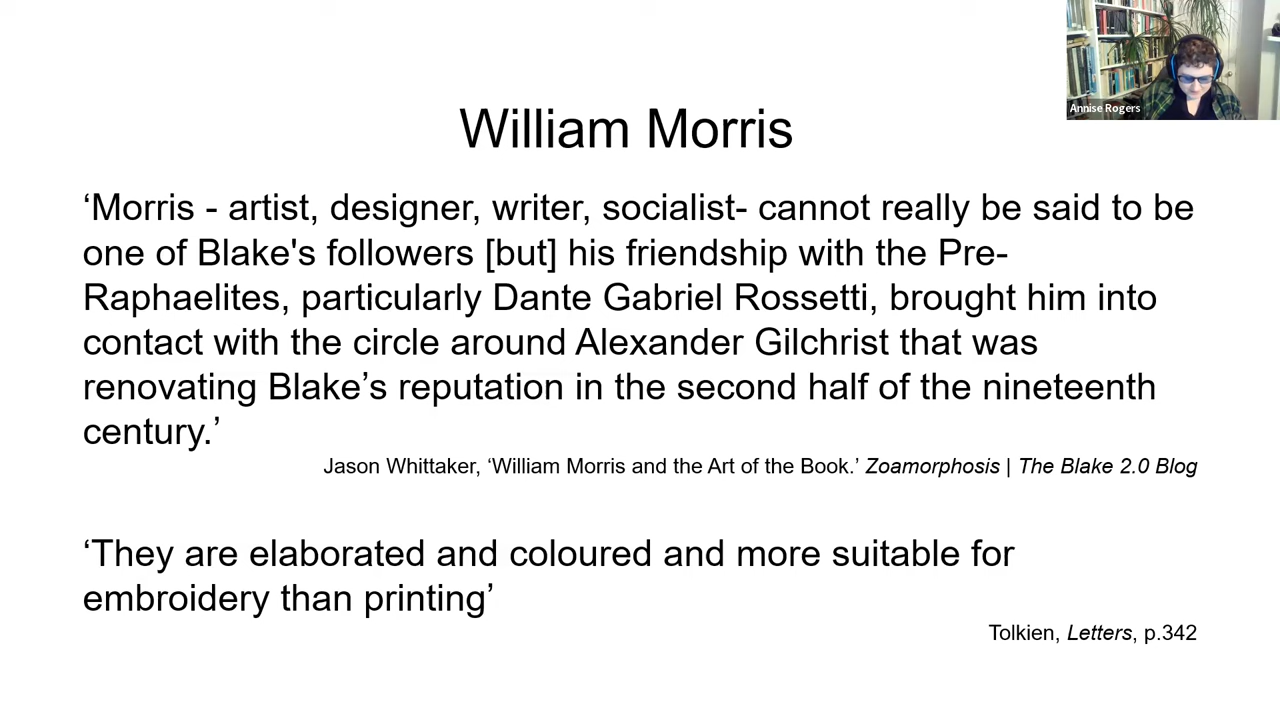 Annise Rogers
William Morris
‘Morris - artist, designer, writer, socialist- cannot really be said to be
one of Blake's followers [but] his friendship with the Pre-
Raphaelites, particularly Dante Gabriel Rossetti, brought him into
contact with the circle around Alexander Gilchrist that was
renovating Blake’s reputation in the second half of the nineteenth
century.’
Jason Whittaker, ‘William Morris and the Art of the Book.’ Zoamorphosis | The Blake 2.0 Blog
‘They are elaborated and coloured and more suitable for
embroidery than printing’
Tolkien, Letters, p.342